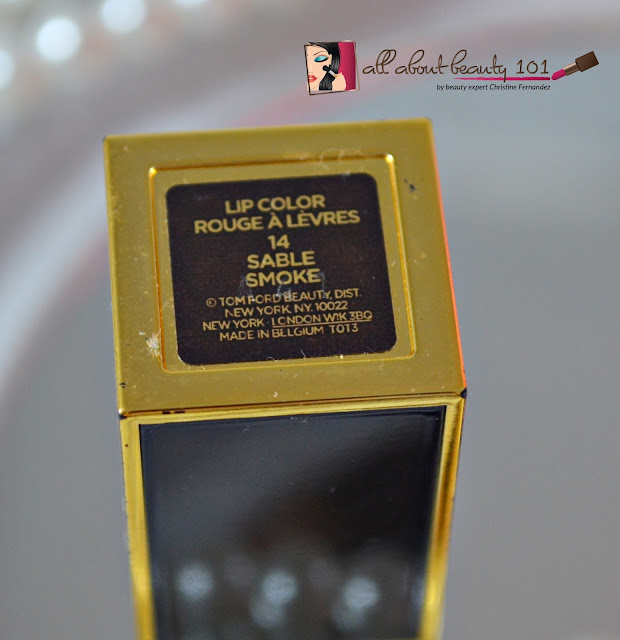 all about beauty 101
by beauty expert Christine Fernandez
LIP COLOR
ROUGE À LÈVRES
14
SABLE
SMOKE
© TOM FORD BEAUTY, DIST.
NEW YORK, NY. 10022
NEW YORK · LONDON W1K 3BQ
MADE IN BELGIUM T013